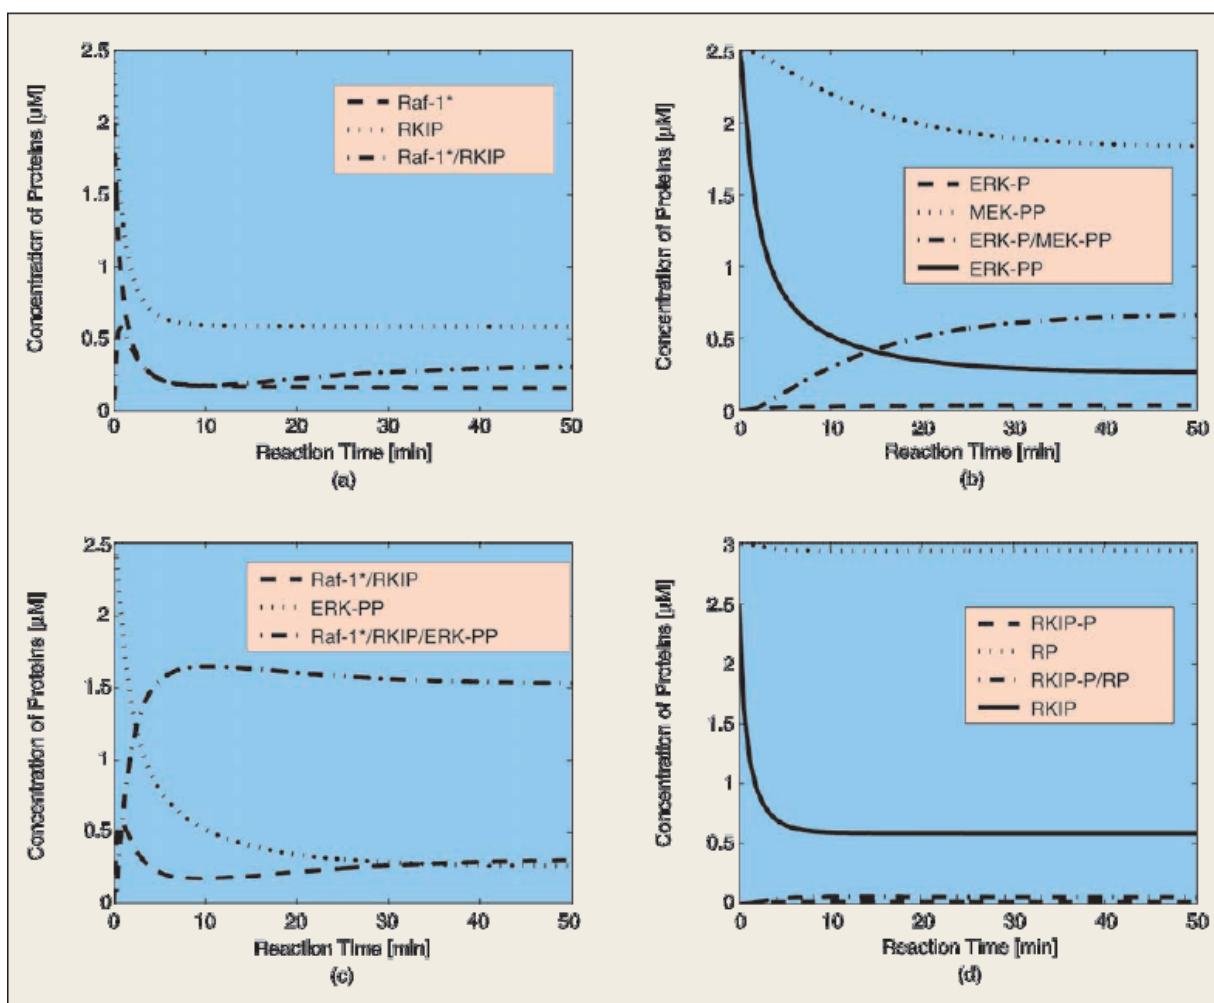 2.5
2
1.5
1
0.5
0
Concentration of Proteins [µM]
Raf-1*
RKIP
Raf-1*/RKIP
0 10 20 30 40 50
Reaction Time [min]
(a)
2.5
2
1.5
1
0.5
0
Concentration of Proteins [µM]
ERK-P
MEK-PP
ERK-P/MEK-PP
ERK-PP
0 10 20 30 40 50
Reaction Time [min]
(b)
2.5
2
1.5
1
0.5
0
Concentration of Proteins [µM]
Raf-1*/RKIP
ERK-PP
Raf-1*/RKIP/ERK-PP
0 10 20 30 40 50
Reaction Time [min]
(c)
3
2.5
2
1.5
1
0.5
0
Concentration of Proteins [µM]
RKIP-P
RP
RKIP-P/RP
RKIP
0 10 20 30 40 50
Reaction Time [min]
(d)